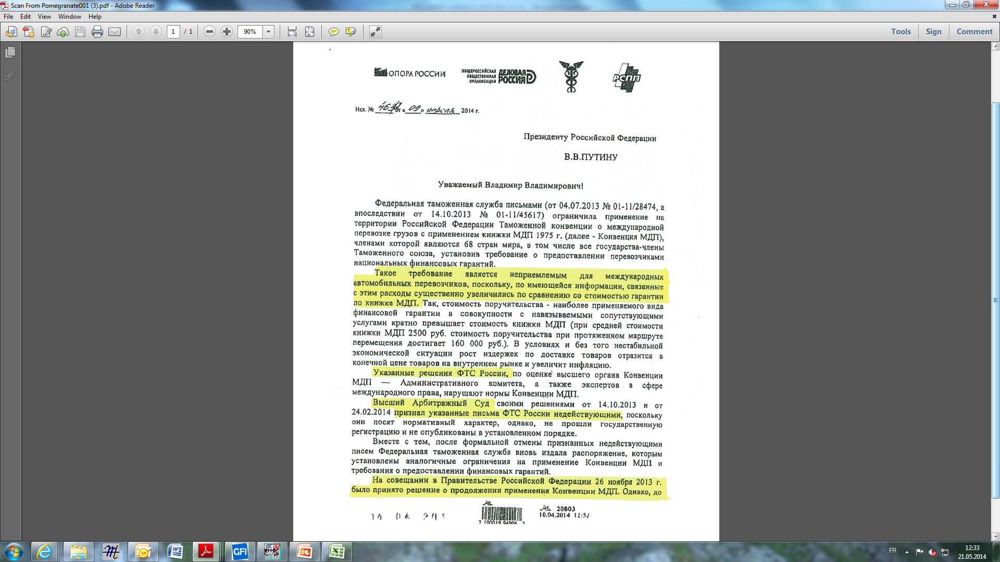 Scan From Pomegranate001 (3).pdf - Adobe Reader
File Edit View Window Help
1 / 1 90% Tools Sign Comment
ОПОРА РОССИИ
ОБЩЕРОССИЙСКАЯ ОБЩЕСТВЕННАЯ ОРГАНИЗАЦИЯ ДЕЛОВАЯ РОССИЯ
РСПП
Исх. № от « 09 » апреля 2014 г.
Президенту Российской Федерации
В.В.ПУТИНУ
Уважаемый Владимир Владимирович!
Федеральная таможенная служба письмами (от 04.07.2013 № 01-11/28474, а
впоследствии от 14.10.2013 № 01-11/45617) ограничила применение на
территории Российской Федерации Таможенной конвенции о международной
перевозке грузов с применением книжки МДП 1975 г. (далее - Конвенция МДП),
членами которой являются 68 стран мира, в том числе все государства-члены
Таможенного союза, установив требование о предоставлении перевозчиками
национальных финансовых гарантий.
Такое требование является неприемлемым для международных
автомобильных перевозчиков, поскольку, по имеющейся информации, связанные
с этим расходы существенно увеличились по сравнению со стоимостью гарантии
по книжке МДП. Так, стоимость поручительства - наиболее применяемого вида
финансовой гарантии в совокупности с навязываемыми сопутствующими
услугами кратно превышает стоимость книжки МДП (при средней стоимости
книжки МДП 2500 руб. стоимость поручительства при протяженном маршруте
перемещения достигает 160 000 руб.). В условиях и без того нестабильной
экономической ситуации рост издержек по доставке товаров отразится в
конечной цене товаров на внутреннем рынке и увеличит инфляцию.
Указанные решения ФТС России, по оценке высшего органа Конвенции
МДП — Административного комитета, а также экспертов в сфере
международного права, нарушают нормы Конвенции МДП.
Высший Арбитражный Суд своими решениями от 14.10.2013 и от
24.02.2014 признал указанные письма ФТС России недействующими, поскольку
они носят нормативный характер, однако, не прошли государственную
регистрацию и не опубликованы в установленном порядке.
Вместе с тем, после формальной отмены признанных недействующими
писем Федеральная таможенная служба вновь издала распоряжение, которым
установлены аналогичные ограничения на применение Конвенции МДП и
требования о предоставлении финансовых гарантий.
На совещании в Правительстве Российской Федерации 26 ноября 2013 г.
было принято решение о продолжении применения Конвенции МДП. Однако, до
20803
10.04.2014 12:52
GFI
FR
12:33
21.05.2014